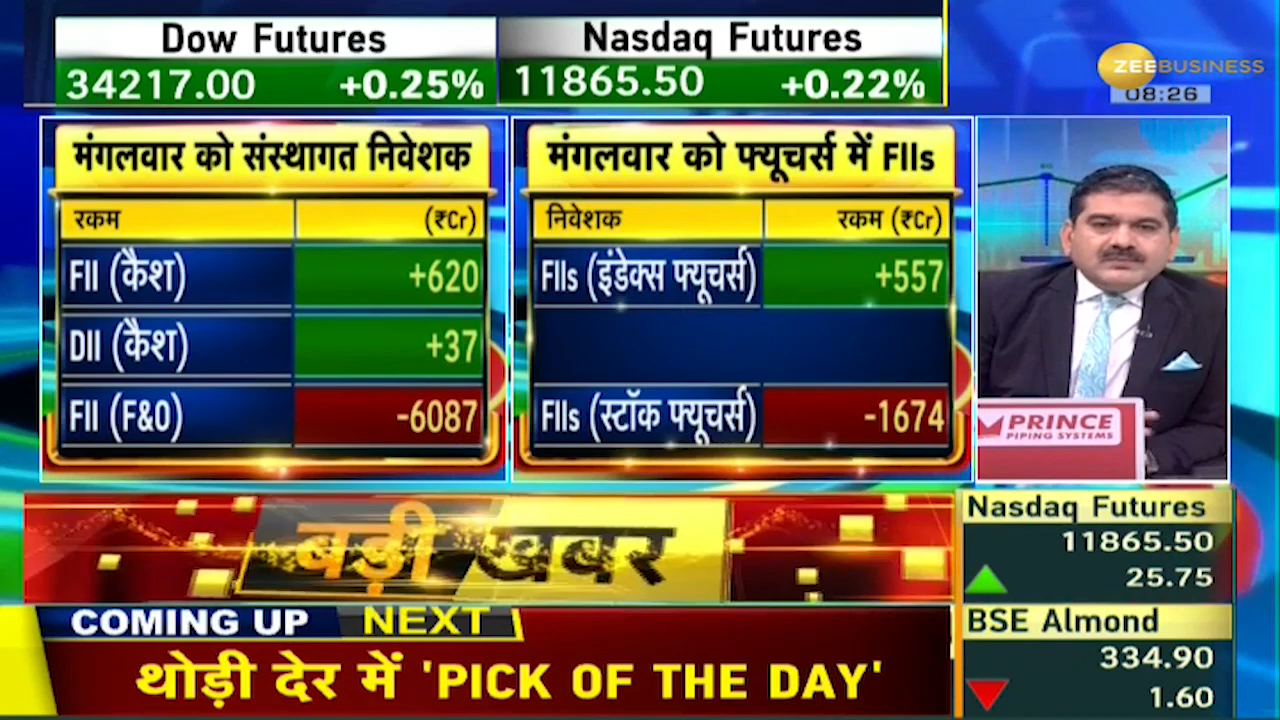 Dow Futures
34217.00 +0.25%
Nasdaq Futures
11865.50 +0.22%
ZEEBUSINESS
08:26
मंगलवार को संस्थागत निवेशक
रकम (₹Cr)
FII (कैश) +620
DII (कैश) +37
FII (F&O) -6087
मंगलवार को फ्यूचर्स में FIIs
निवेशक रकम (₹Cr)
FIIs (इंडेक्स फ्यूचर्स) +557
FIIs (स्टॉक फ्यूचर्स) -1674
PRINCE
PIPING SYSTEMS
बड़ी खबर
Nasdaq Futures
11865.50
25.75
BSE Almond
334.90
1.60
COMING UP NEXT
थोड़ी देर में 'PICK OF THE DAY'